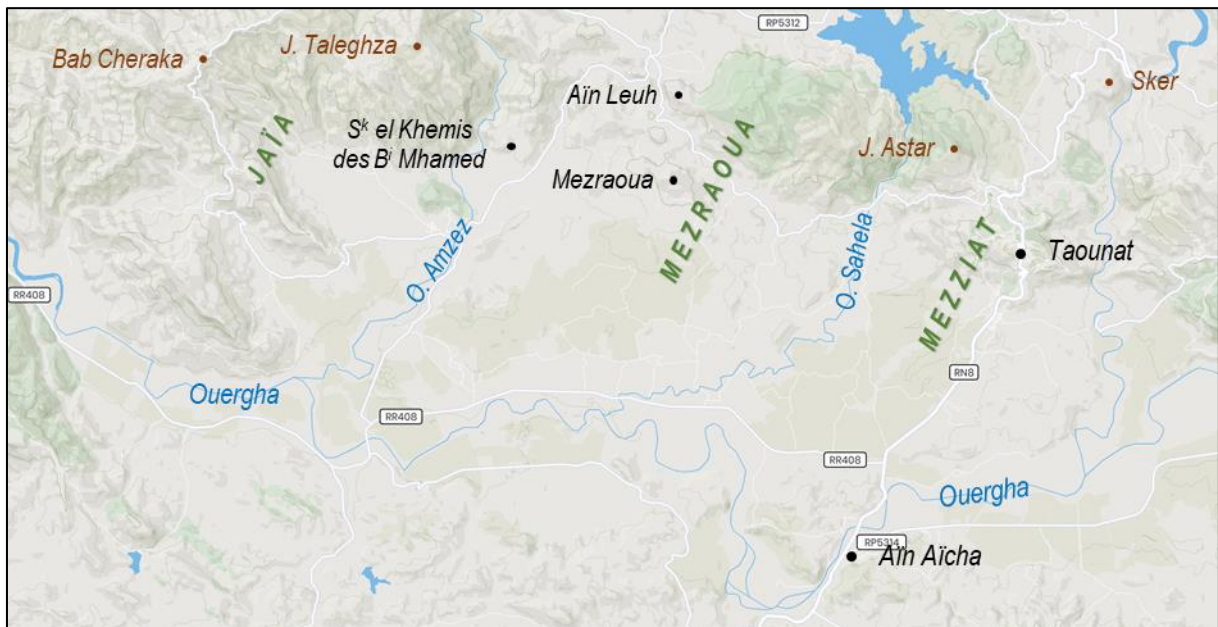 RP5312
J. Taleghza
Bab Cheraka
Sker
Aïn Leuh
Sᵏ el Khemis
des Bⁱ Mhamed
J. Astar
JAÏA
Mezraoua
MEZRAOUA
O. Amzez
O. Sahela
MEZZIAT
Taounat
RR408
RN8
Ouergha
RR408
RR408
Ouergha
RP5314
Aïn Aïcha